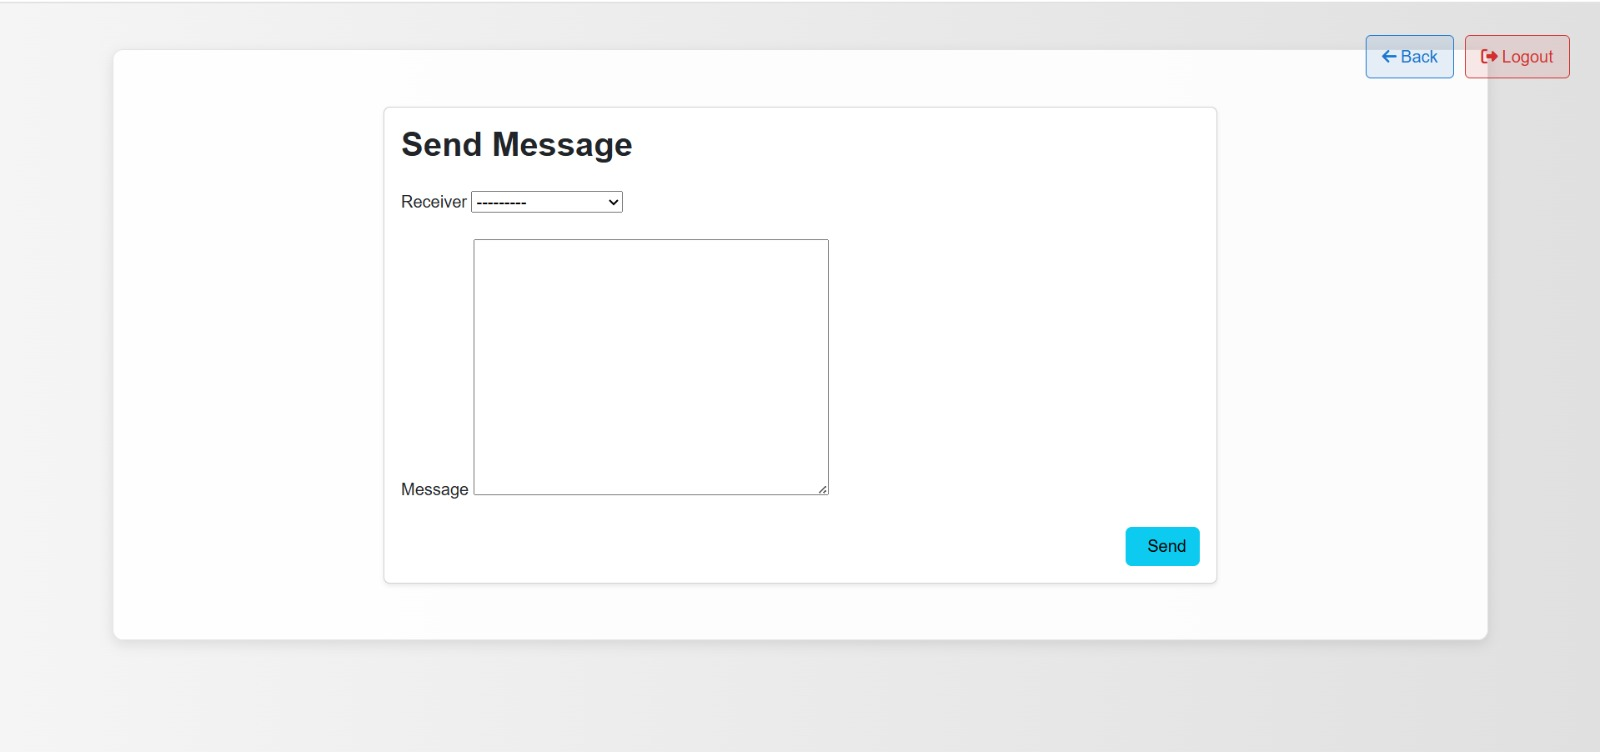 Back Logout
Send Message
Receiver ---------
Message
Send